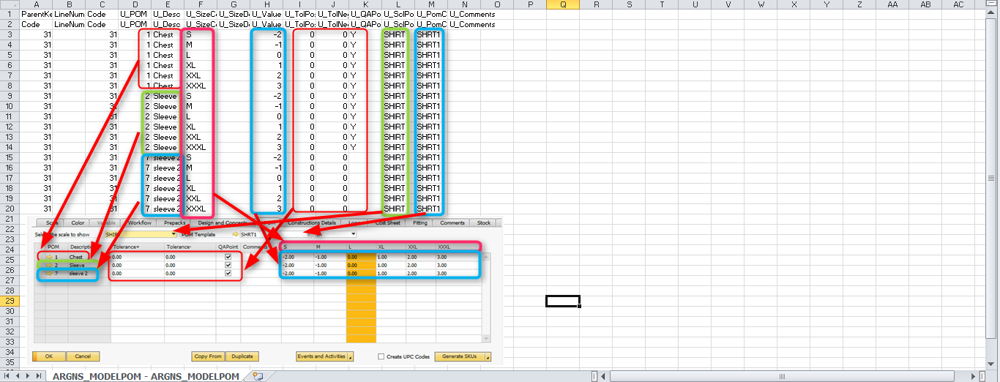 A B C D E F G H I J K L M N O P Q R S T U V W X Y Z AA AB AC
1 ParentKe LineNum Code U_POM U_Desc U_SizeCo U_SizeDe U_Value U_TolPos U_TolNeg U_QAPoi U_SclPo U_PomC U_Comments
2 Code LineNum Code U_POM U_Desc U_SizeCo U_SizeDe U_Value U_TolPos U_TolNeg U_QAPoi U_SclPo U_PomC U_Comments
3 31 31 1 Chest S -2 0 0 Y SHIRT SHRT1
4 31 31 1 Chest M -1 0 0 Y SHIRT SHRT1
5 31 31 1 Chest L 0 0 0 Y SHIRT SHRT1
6 31 31 1 Chest XL 1 0 0 Y SHIRT SHRT1
7 31 31 1 Chest XXL 2 0 0 Y SHIRT SHRT1
8 31 31 1 Chest XXXL 3 0 0 Y SHIRT SHRT1
9 31 31 2 Sleeve S -2 0 0 Y SHIRT SHRT1
10 31 31 2 Sleeve M -1 0 0 Y SHIRT SHRT1
11 31 31 2 Sleeve L 0 0 0 Y SHIRT SHRT1
12 31 31 2 Sleeve XL 1 0 0 Y SHIRT SHRT1
13 31 31 2 Sleeve XXL 2 0 0 Y SHIRT SHRT1
14 31 31 2 Sleeve XXXL 3 0 0 Y SHIRT SHRT1
15 31 31 7 sleeve 2 S -2 0 0 SHIRT SHRT1
16 31 31 7 sleeve 2 M -1 0 0 SHIRT SHRT1
17 31 31 7 sleeve 2 L 0 0 0 SHIRT SHRT1
18 31 31 7 sleeve 2 XL 1 0 0 SHIRT SHRT1
19 31 31 7 sleeve 2 XXL 2 0 0 SHIRT SHRT1
20 31 31 7 sleeve 2 XXXL 3 0 0 SHIRT SHRT1
21
Scale Color Variable Workflow Prepacks Design and Concepts Constructions Details Cost Sheet Fitting Comments Stock
22
23 Select the scale to show SHIRT POM Template SHRT1
24 POM Description Tolerance+ Tolerance- QAPoint Comments S M L XL XXL XXXL
25 1 Chest 0.00 0.00 -2.00 -1.00 0.00 1.00 2.00 3.00
26 2 Sleeve 0.00 0.00 -2.00 -1.00 0.00 1.00 2.00 3.00
27 7 sleeve 2 0.00 0.00 -2.00 -1.00 0.00 1.00 2.00 3.00
28
29
30
31
32
33
34
OK Cancel Copy From Duplicate Events and Activities Create UPC Codes Generate SKUs
35
ARGNS_MODELPOM - ARGNS_MODELPOM